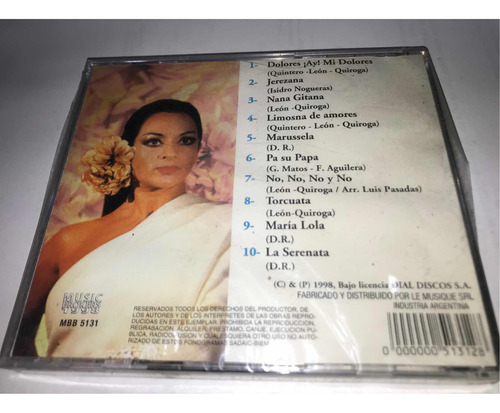 1- Dolores ¡Ay! Mi Dolores
(Quintero -León - Quiroga)
2- Jerezana
(Isidro Nogueras)
3- Nana Gitana
(León -Quiroga)
4- Limosna de amores
(Quintero - León - Quiroga)
5- Marussela
(D. R.)
6- Pa su Papa
(G. Matos - F. Aguilera)
7- No, No, No y No
(León -Quiroga / Arr. Luis Pasadas)
8- Torcuata
(León-Quiroga)
9- María Lola
(D.R.)
10- La Serenata
(D.R.)
(C) & (P) 1998, Bajo licencia DIAL DISCOS S.A.
FABRICADO Y DISTRIBUIDO POR LE MUSIQUE SRL
INDUSTRIA ARGENTINA
MUSIC
BROKERS
MBB 5131
RESERVADOS TODOS LOS DERECHOS DEL PRODUCTOR, DE
LOS AUTORES Y DE LOS INTERPRETES DE LAS OBRAS REPRO-
DUCIDAS EN ESTE EJEMPLAR. PROHIBIDA LA REPRODUCCION,
REGRABACION, ALQUILER, PRESTAMO, CANJE, EJECUCION PU-
BLICA, RADIODIFUSION Y CUALESQUIERA OTRO USO NO AUTO-
RIZADO DE ESTOS FONOGRAMAS SADAIC-BIEM
0 000000 513128